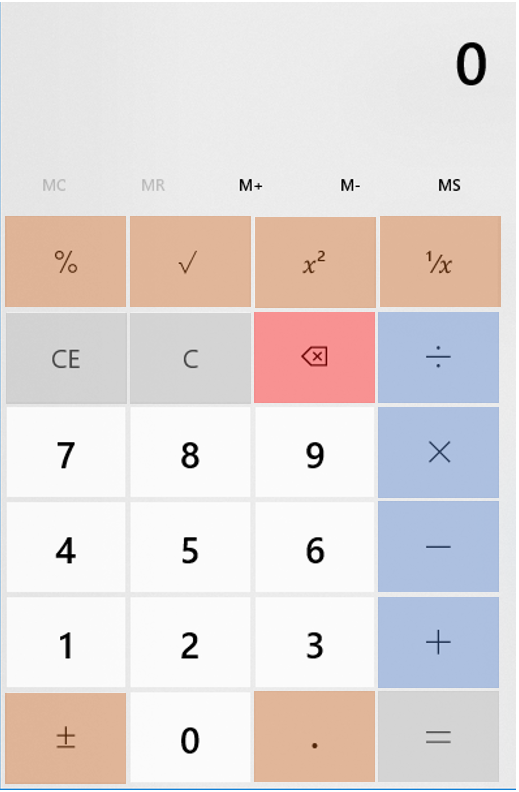 0
MC MR M+ M- MS
% √ x² ¹/x
CE C ⌫ ÷
7 8 9 ×
4 5 6 −
1 2 3 +
± 0 . =